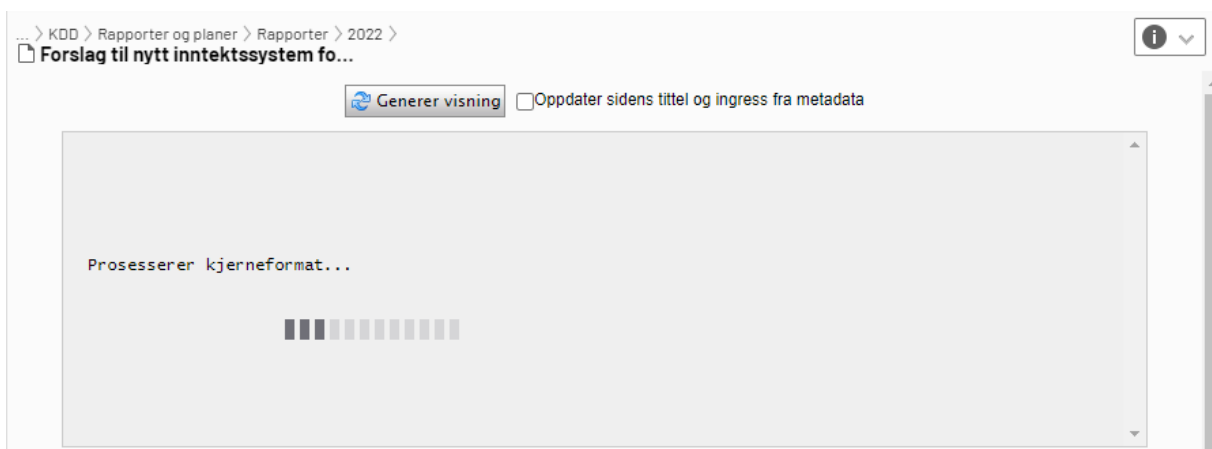 ... > KDD > Rapporter og planer > Rapporter > 2022 >
Forslag til nytt inntektssystem fo...
Generer visning Oppdater sidens tittel og ingress fra metadata
Prosesserer kjerneformat...